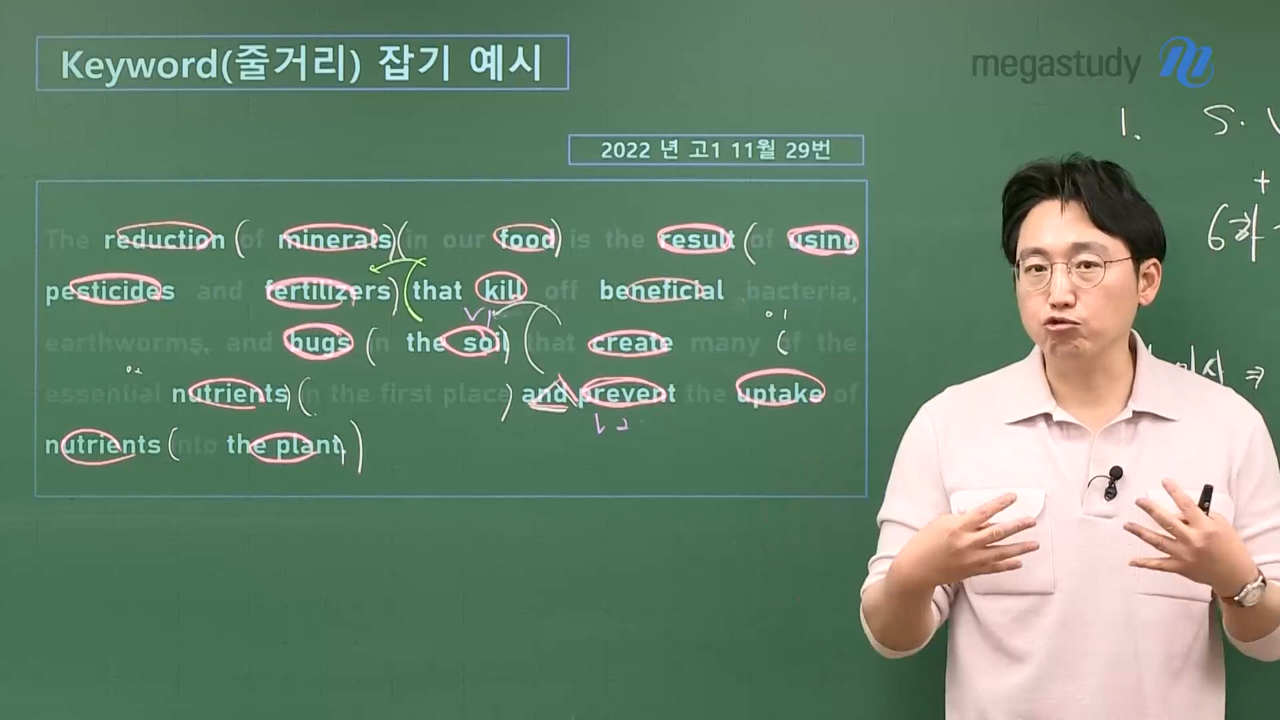 Keyword(줄거리) 잡기 예시
megastudy
2022 년 고1 11월 29번
The reduction of minerals in our food is the result of using
pesticides and fertilizers that kill off beneficial bacteria,
earthworms, and bugs in the soil that create many of the
essential nutrients in the first place and prevent the uptake of
nutrients into the plant.
1. S. V
+
6하